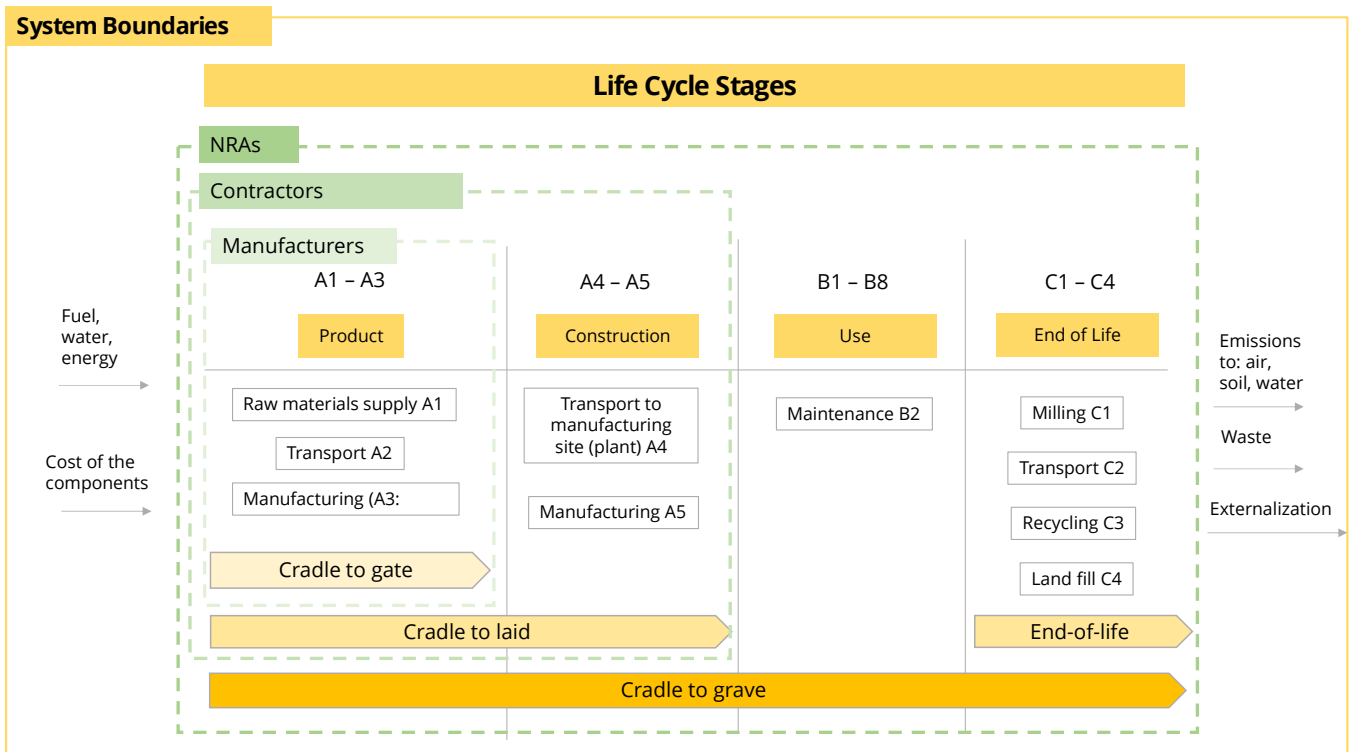 System Boundaries
Life Cycle Stages
NRAs
Contractors
Manufacturers
A1 – A3
A4 – A5
B1 – B8
C1 – C4
Fuel,
water,
energy
Product
Construction
Use
End of Life
Emissions
to: air,
soil, water
Raw materials supply A1
Transport to
manufacturing
site (plant) A4
Maintenance B2
Milling C1
Transport A2
Waste
Cost of the
components
Transport C2
Manufacturing (A3:
Manufacturing A5
Externalization
Recycling C3
Cradle to gate
Land fill C4
Cradle to laid
End-of-life
Cradle to grave